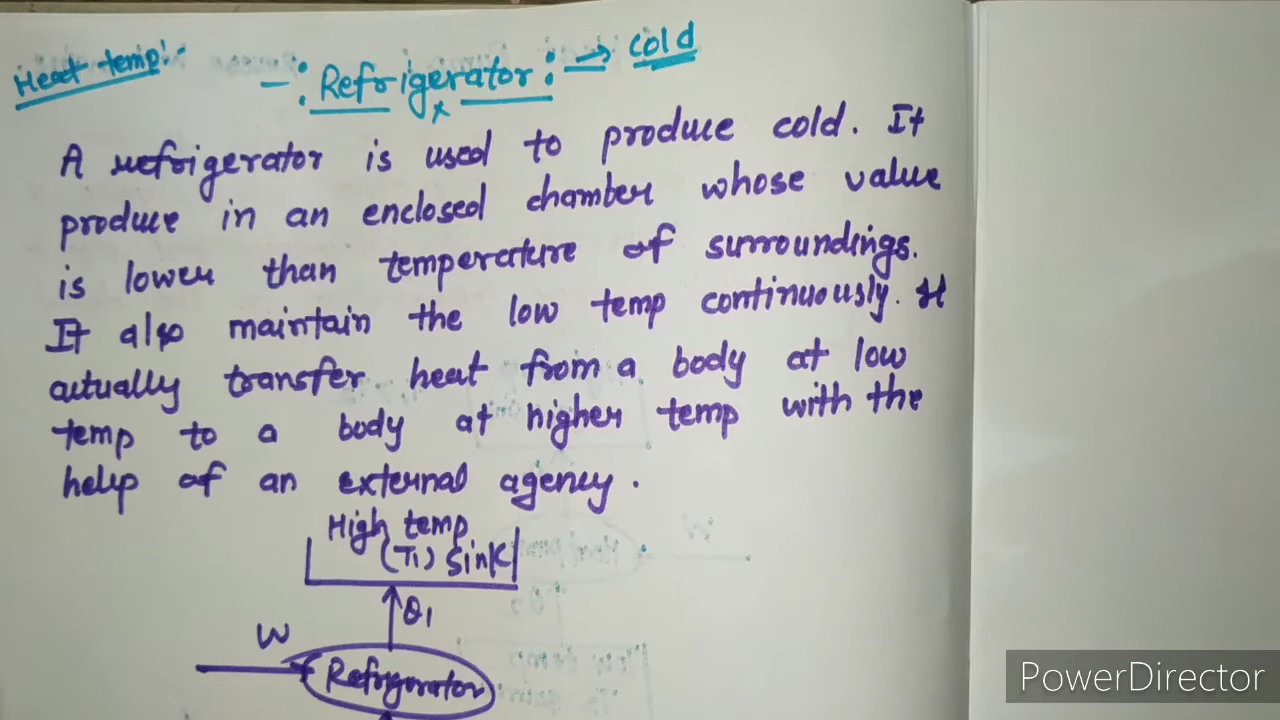 Heat temp:-
-: Refrigerator :- → cold
x
A refrigerator is used to produce cold. It
produce in an enclosed chamber whose value
is lower than temperature of surroundings.
It also maintain the low temp continuously. It
actually transfer heat from a body at low
temp to a body at higher temp with the
help of an external agency.
High temp
(T1) Sink
Q1
W
Refrigerator
PowerDirector